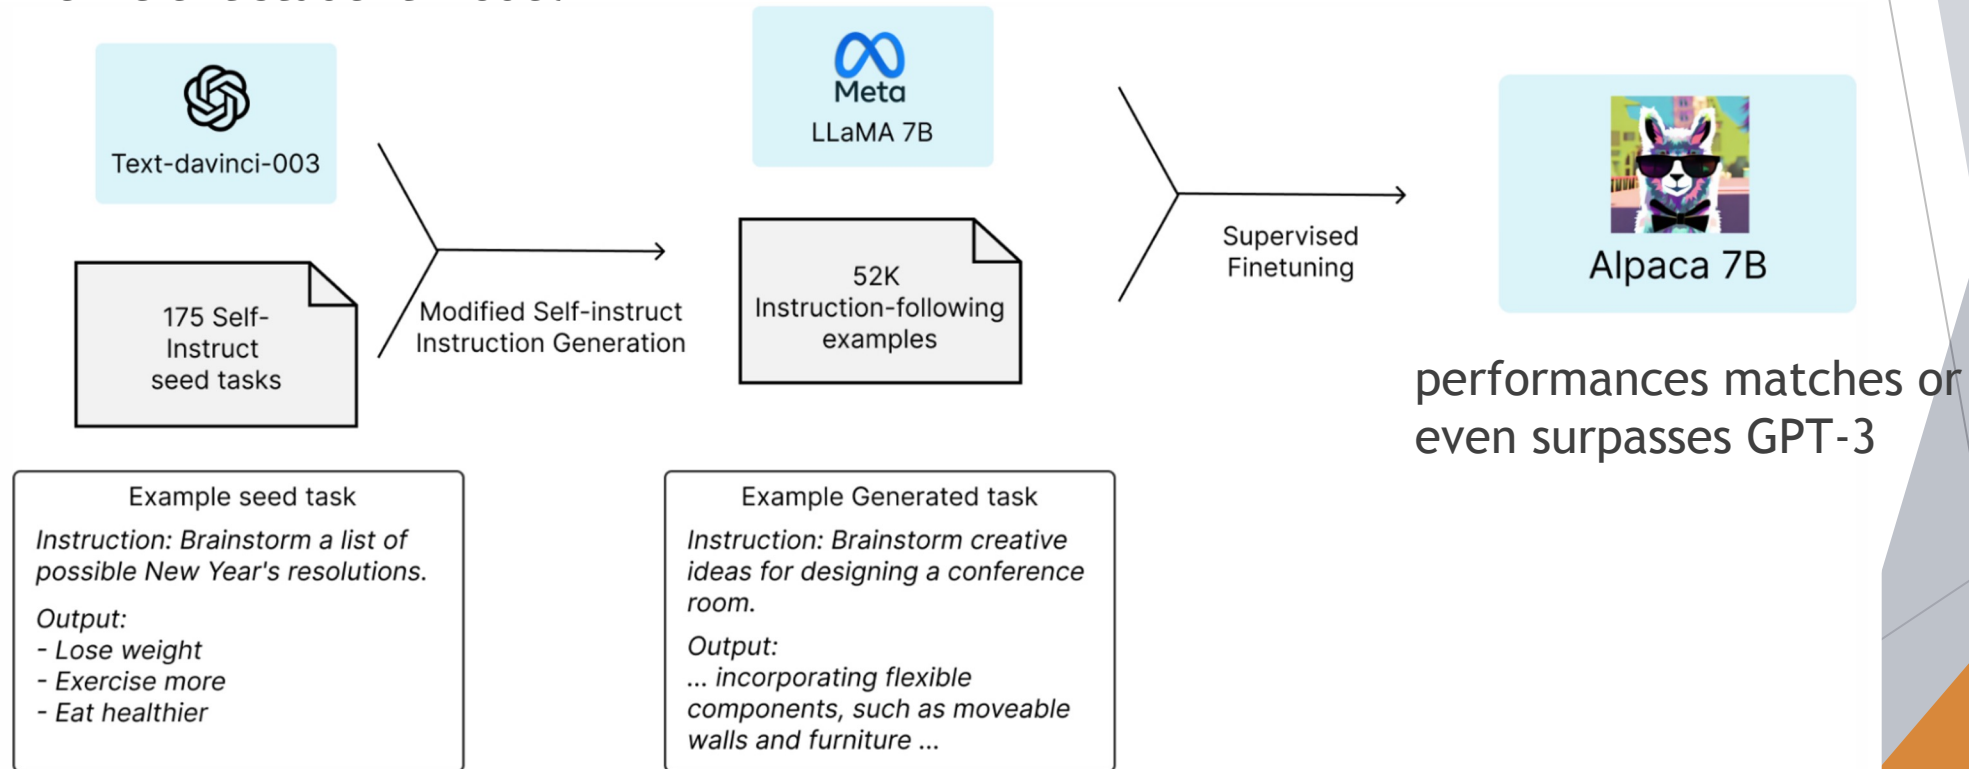 Text-davinci-003
175 Self-
Instruct
seed tasks
Modified Self-instruct
Instruction Generation
Meta
LLaMA 7B
52K
Instruction-following
examples
Supervised
Finetuning
Alpaca 7B
performances matches or
even surpasses GPT-3
Example seed task
Instruction: Brainstorm a list of
possible New Year's resolutions.
Output:
- Lose weight
- Exercise more
- Eat healthier
Example Generated task
Instruction: Brainstorm creative
ideas for designing a conference
room.
Output:
... incorporating flexible
components, such as moveable
walls and furniture ...